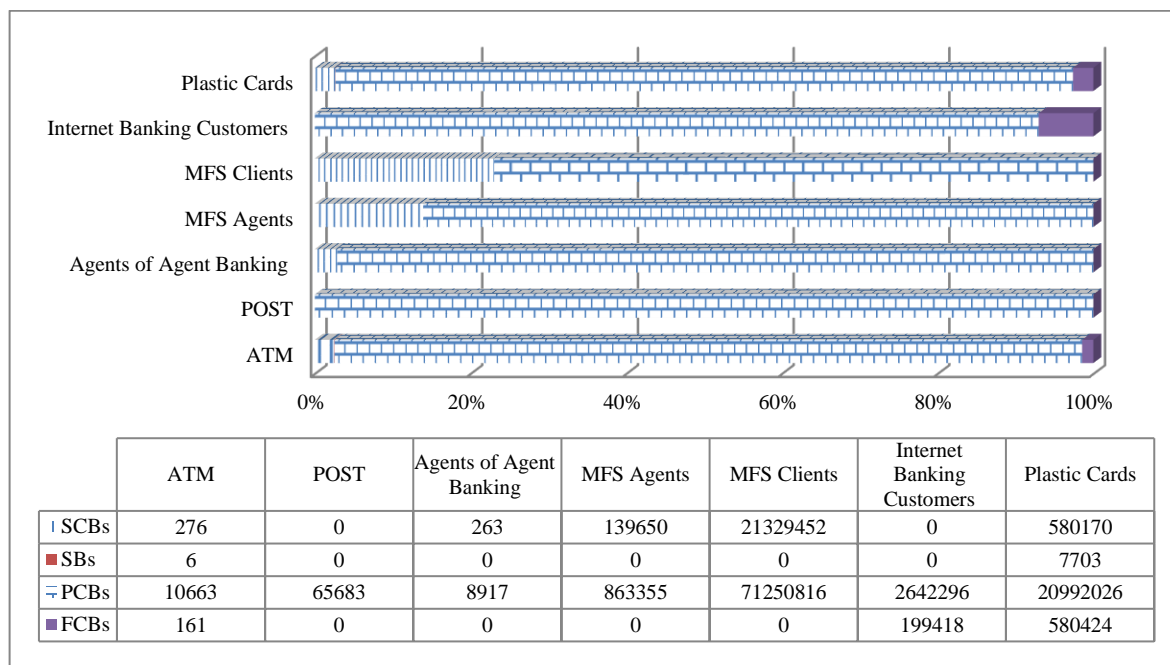 Plastic Cards
Internet Banking Customers
MFS Clients
MFS Agents
Agents of Agent Banking
POST
ATM
0% 20% 40% 60% 80% 100%
ATM POST Agents of Agent Banking MFS Agents MFS Clients Internet Banking Customers Plastic Cards
SCBs 276 0 263 139650 21329452 0 580170
SBs 6 0 0 0 0 0 7703
PCBs 10663 65683 8917 863355 71250816 2642296 20992026
FCBs 161 0 0 0 0 199418 580424